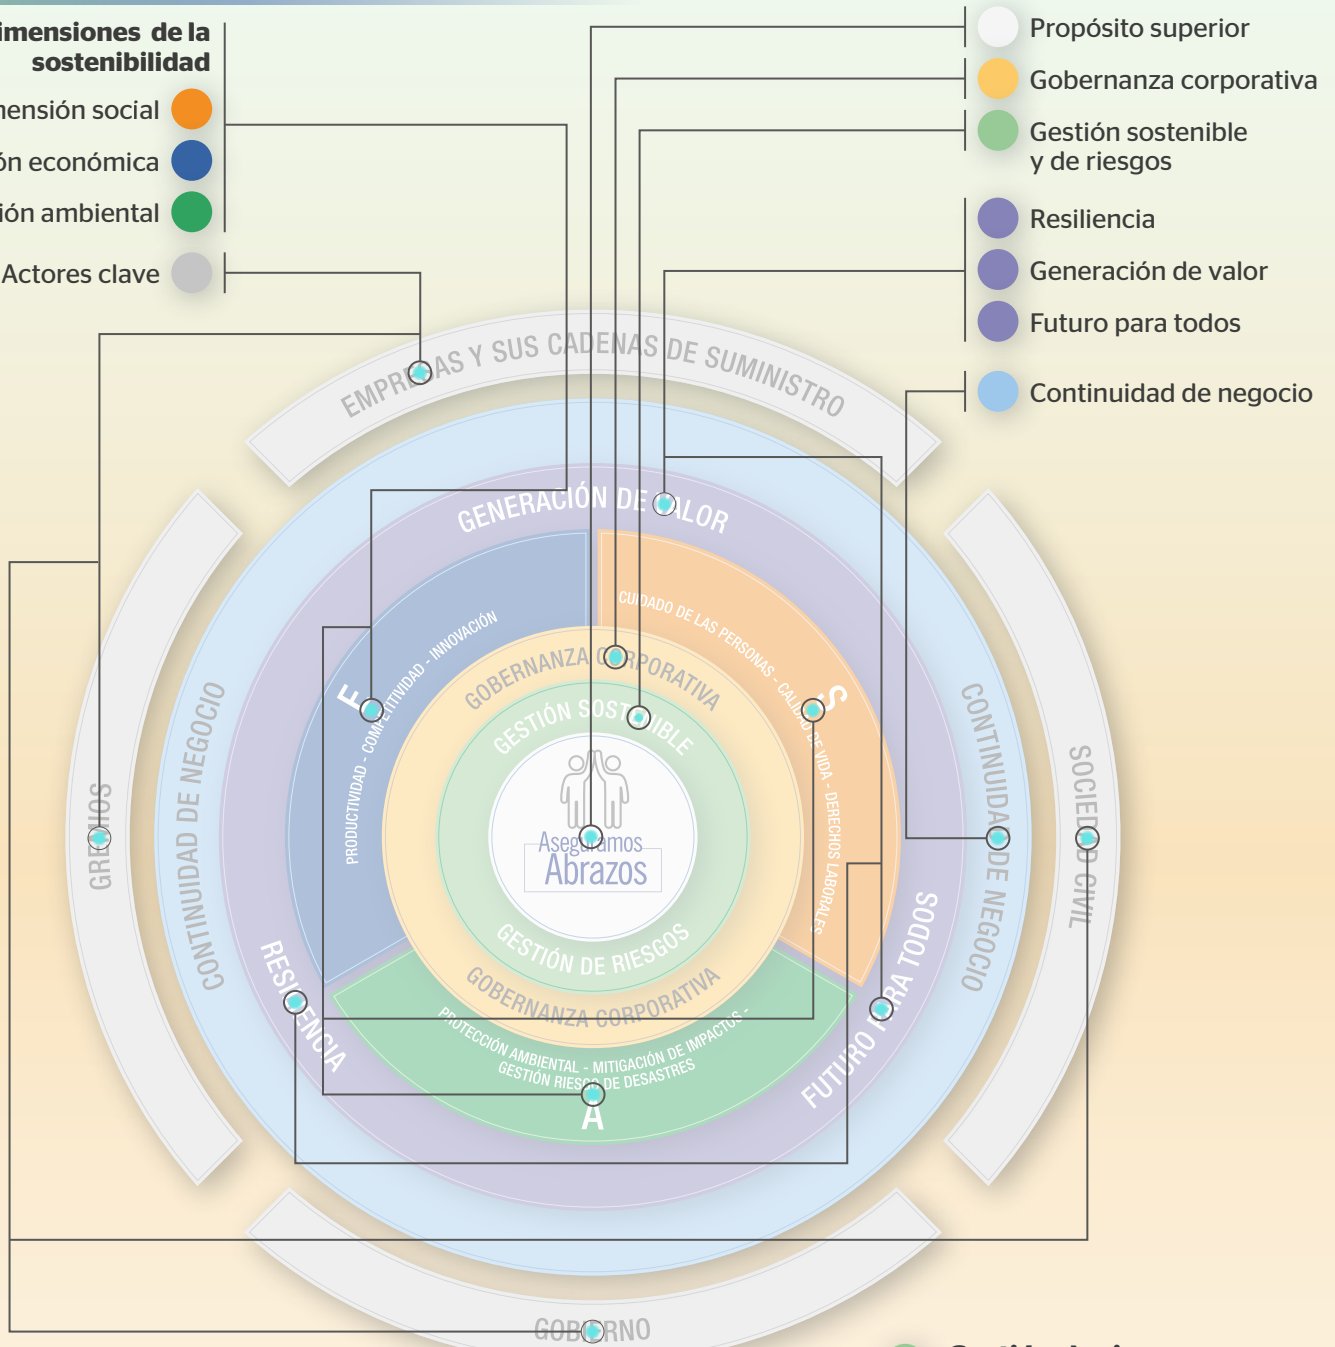 imensiones de la
sostenibilidad
ensión social
ón económica
ión ambiental
Actores clave
Propósito superior
Gobernanza corporativa
Gestión sostenible
y de riesgos
Resiliencia
Generación de valor
Futuro para todos
Continuidad de negocio
EMPRESAS Y SUS CADENAS DE SUMINISTRO
GENERACIÓN DE VALOR
CUIDADO DE LAS PERSONAS - CALIDAD DE VIDA - DERECHOS LABORALES
S
E
PRODUCTIVIDAD - COMPETITIVIDAD - INNOVACIÓN
GOBERNANZA CORPORATIVA
GESTIÓN SOSTENIBLE
Aseguramos
Abrazos
GESTIÓN DE RIESGOS
GOBERNANZA CORPORATIVA
PROTECCIÓN AMBIENTAL - MITIGACIÓN DE IMPACTOS -
GESTIÓN RIESGO DE DESASTRES
A
GREMIOS
CONTINUIDAD DE NEGOCIO
CONTINUIDAD DE NEGOCIO
SOCIEDAD CIVIL
RESILIENCIA
FUTURO PARA TODOS
GOBIERNO